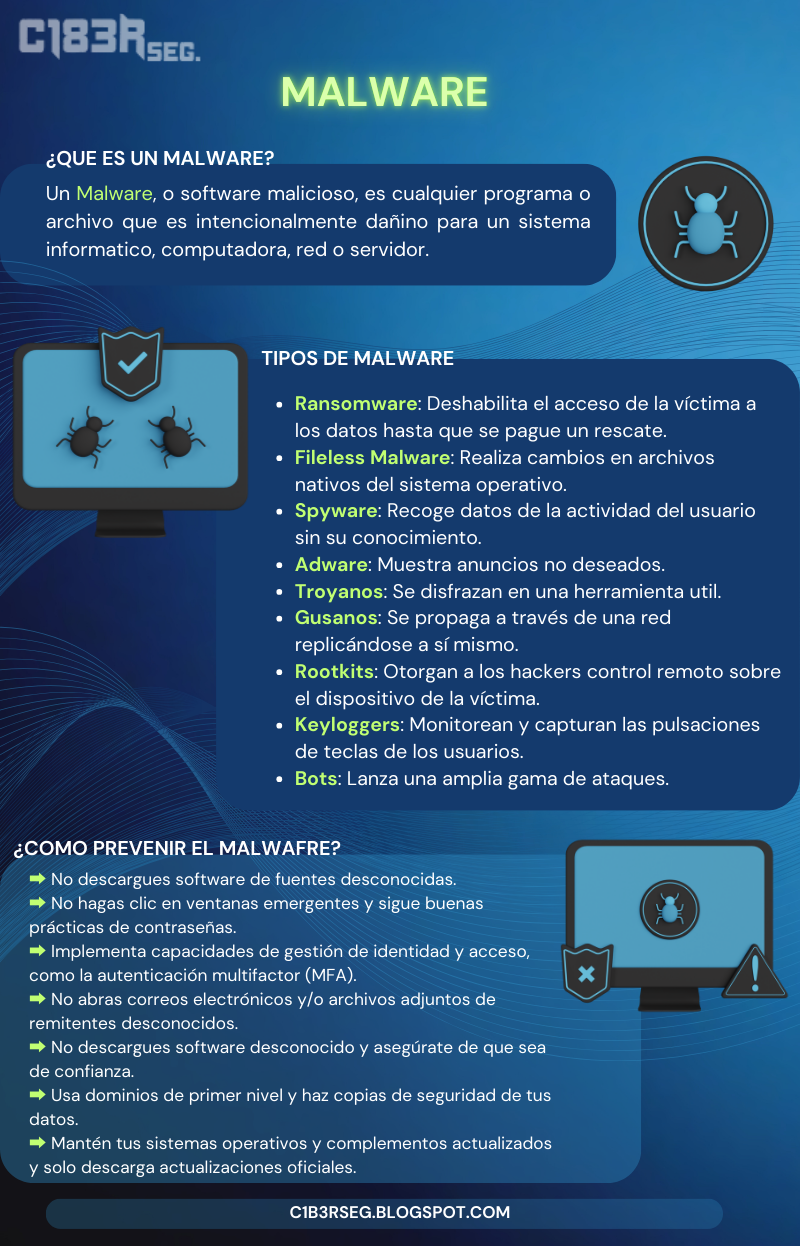 C183R SEG.
MALWARE
¿QUE ES UN MALWARE?
Un Malware, o software malicioso, es cualquier programa o
archivo que es intencionalmente dañino para un sistema
informatico, computadora, red o servidor.
TIPOS DE MALWARE
• Ransomware: Deshabilita el acceso de la víctima a
los datos hasta que se pague un rescate.
• Fileless Malware: Realiza cambios en archivos
nativos del sistema operativo.
• Spyware: Recoge datos de la actividad del usuario
sin su conocimiento.
• Adware: Muestra anuncios no deseados.
• Troyanos: Se disfrazan en una herramienta util.
• Gusanos: Se propaga a través de una red
replicándose a sí mismo.
• Rootkits: Otorgan a los hackers control remoto sobre
el dispositivo de la víctima.
• Keyloggers: Monitorean y capturan las pulsaciones
de teclas de los usuarios.
• Bots: Lanza una amplia gama de ataques.
¿COMO PREVENIR EL MALWAFRE?
➡ No descargues software de fuentes desconocidas.
➡ No hagas clic en ventanas emergentes y sigue buenas
prácticas de contraseñas.
➡ Implementa capacidades de gestión de identidad y acceso,
como la autenticación multifactor (MFA).
➡ No abras correos electrónicos y/o archivos adjuntos de
remitentes desconocidos.
➡ No descargues software desconocido y asegúrate de que sea
de confianza.
➡ Usa dominios de primer nivel y haz copias de seguridad de tus
datos.
➡ Mantén tus sistemas operativos y complementos actualizados
y solo descarga actualizaciones oficiales.
C1B3RSEG.BLOGSPOT.COM